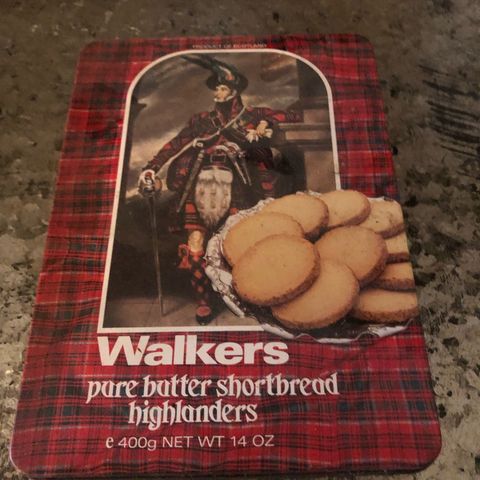 PRODUCT OF SCOTLAND
Walkers
pure butter shortbread
highlanders
e 400g NET WT 14 OZ